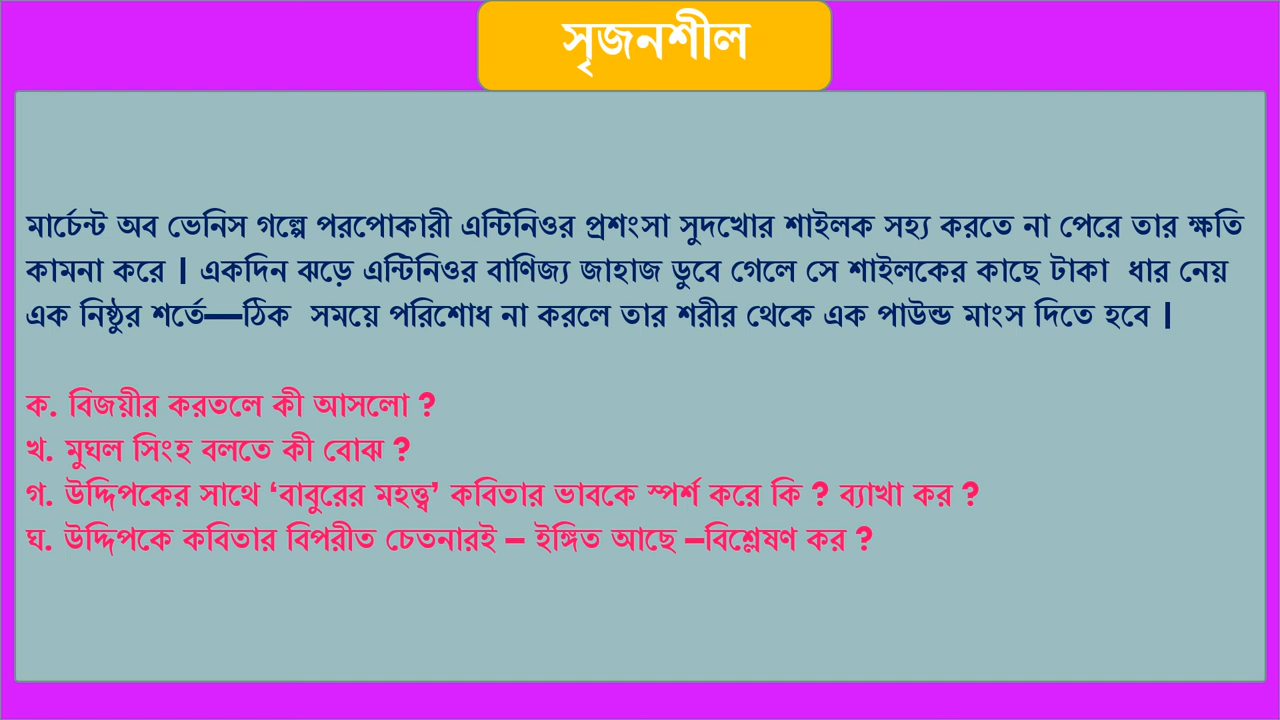 সৃজনশীল
মার্চেন্ট অব ভেনিস গল্পে পরপোকারী এন্টিনিওর প্রশংসা সুদখোর শাইলক সহ্য করতে না পেরে তার ক্ষতি
কামনা করে | একদিন ঝড়ে এন্টিনিওর বাণিজ্য জাহাজ ডুবে গেলে সে শাইলকের কাছে টাকা ধার নেয়
এক নিষ্ঠুর শর্তে—ঠিক সময়ে পরিশোধ না করলে তার শরীর থেকে এক পাউন্ড মাংস দিতে হবে |
ক. বিজয়ীর করতলে কী আসলো ?
খ. মুঘল সিংহ বলতে কী বোঝ ?
গ. উদ্দিপকের সাথে ‘বাবুরের মহত্ত্ব’ কবিতার ভাবকে স্পর্শ করে কি ? ব্যাখা কর ?
ঘ. উদ্দিপকে কবিতার বিপরীত চেতনারই – ইঙ্গিত আছে –বিশ্লেষণ কর ?